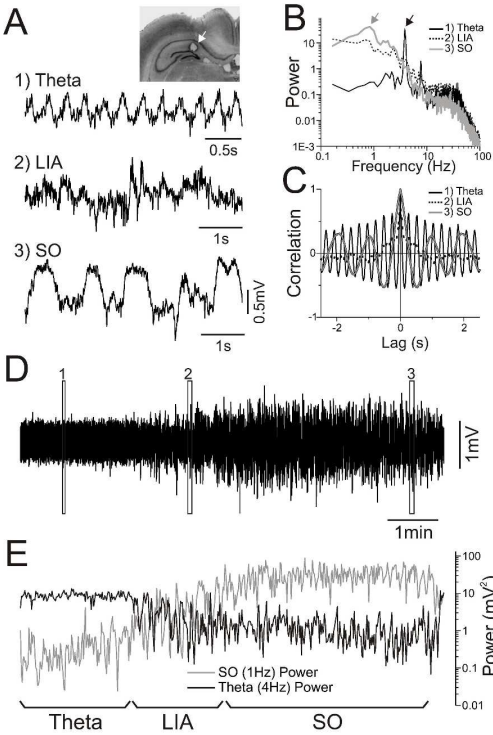 A
1) Theta
0.5s
2) LIA
1s
3) SO
0.5mV
1s
B
Power
10
1
0.1
0.01
1E-3
0.1
1
10
100
Frequency (Hz)
1) Theta
2) LIA
3) SO
C
Correlation
1
0
-1
-2
-1
0
1
2
Lag (s)
1) Theta
2) LIA
3) SO
D
1
2
3
1mV
1min
E
100
10
1
0.1
0.01
Power (mV²)
SO (1Hz) Power
Theta (4Hz) Power
Theta
LIA
SO